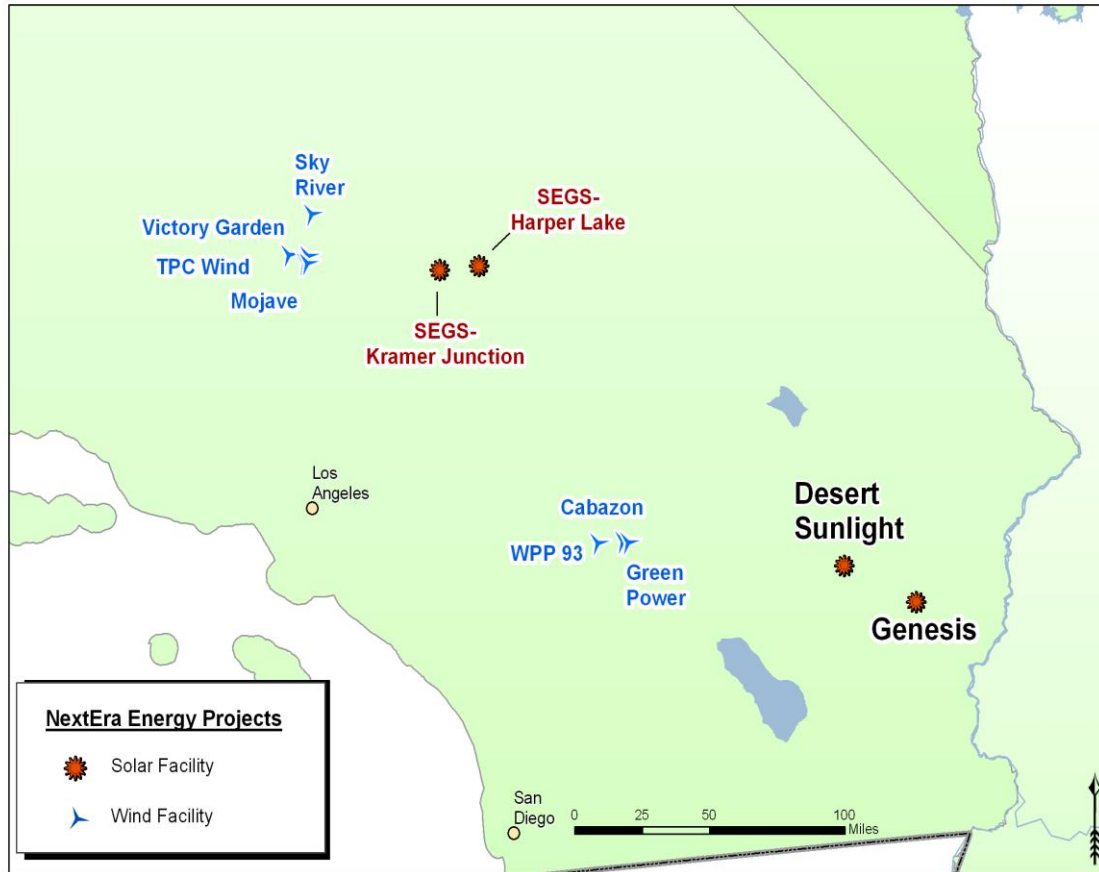 Sky
River
Victory Garden
TPC Wind
Mojave
SEGS-
Harper Lake
SEGS-
Kramer Junction
Los
Angeles
Cabazon
WPP 93
Green
Power
Desert
Sunlight
Genesis
NextEra Energy Projects
Solar Facility
Wind Facility
San
Diego
0 25 50 100
Miles